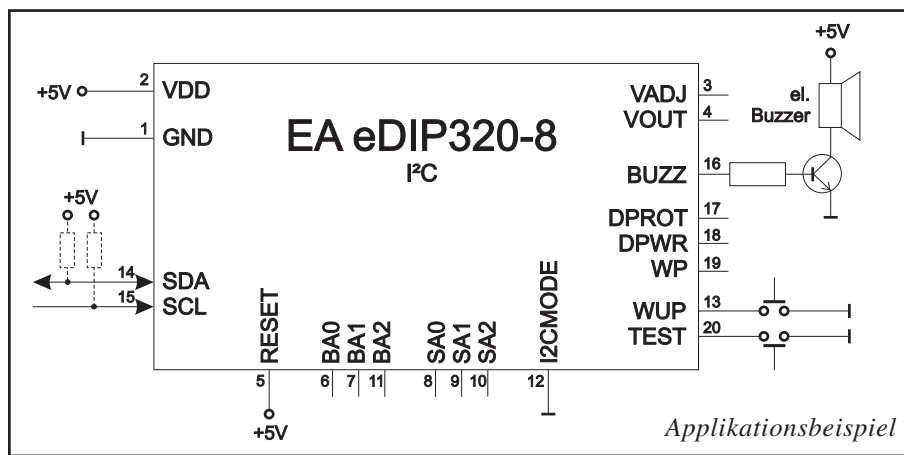 +5V
+5V 2 VDD
1 GND
EA eDIP320-8
I²C
VADJ 3
VOUT 4
el.
Buzzer
BUZZ 16
+5V
DPROT 17
DPWR 18
WP 19
14 SDA
15 SCL
WUP 13
TEST 20
RESET BA0 BA1 BA2 SA0 SA1 SA2 I2CMODE
5 6 7 11 8 9 10 12
+5V
Applikationsbeispiel